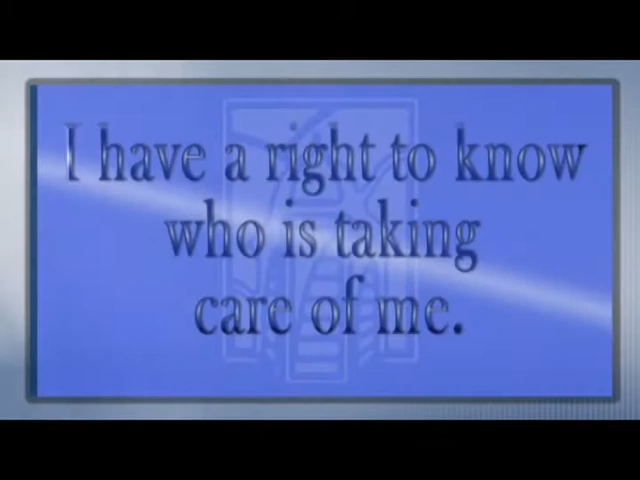 I have a right to know
who is taking
care of me.